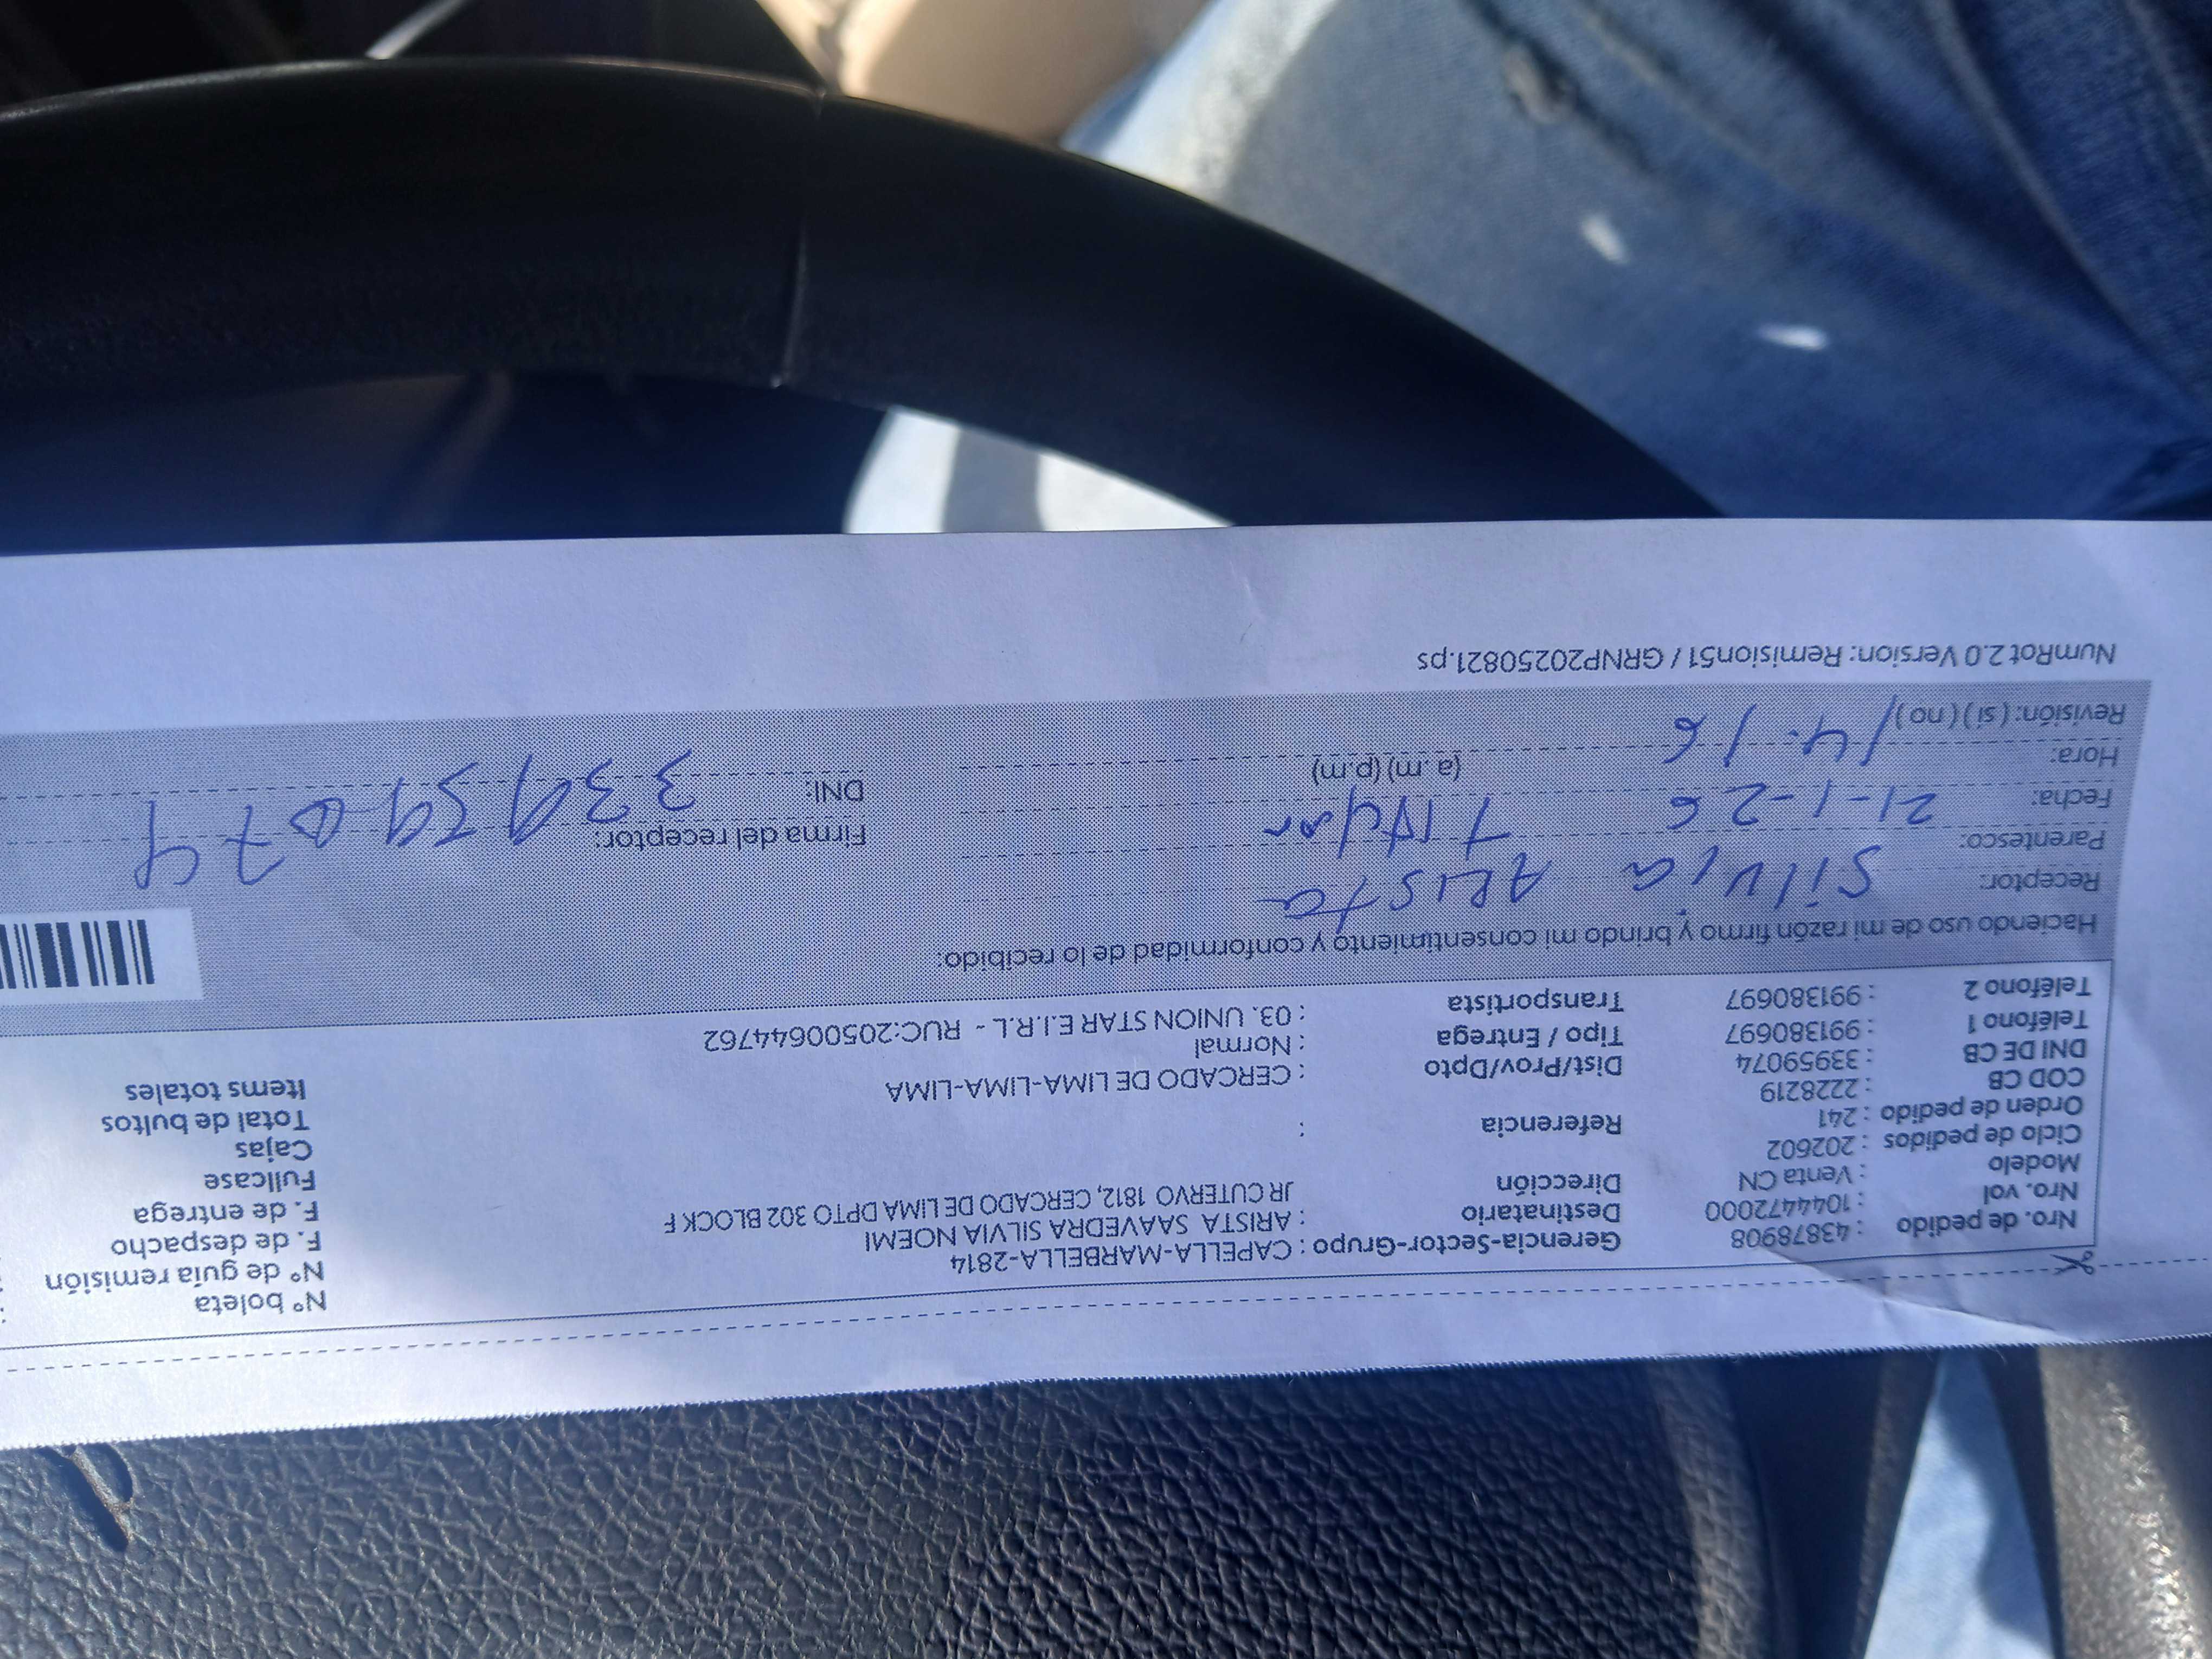 Nro. de pedido : 43878908 Gerencia-Sector-Grupo : CAPELLA-MARBELLA-2814 N° boleta :
Nro. vol : 1044472000 Destinatario : ARISTA SAAVEDRA SILVIA NOEMI N° de guía remisión :
Modelo : Venta CN Dirección JR CUTERVO 1812, CERCADO DE LIMA DPTO 302 BLOCK F F. de despacho
Ciclo de pedidos : 202602 F. de entrega
Orden de pedido : 241 Referencia : Fullcase
COD CB : 2228219 Cajas
DNI DE CB : 33959074 Dist/Prov/Dpto : CERCADO DE LIMA-LIMA-LIMA Total de bultos
Teléfono 1 : 991380697 Tipo / Entrega : Normal Items totales
Teléfono 2 : 991380697 Transportista : 03. UNION STAR E.I.R.L - RUC:20500644762
Haciendo uso de mi razón firmo y brindo mi consentimiento y conformidad de lo recibido:
Receptor: Silvia Arista
Parentesco: Titular Firma del receptor:
Fecha: 21-1-26 DNI:
Hora: 14.16 (a. m) (p.m)
Revisión: (si) (no)
NumRot 2.0 Version: Remision51 / GRNP20250821.ps